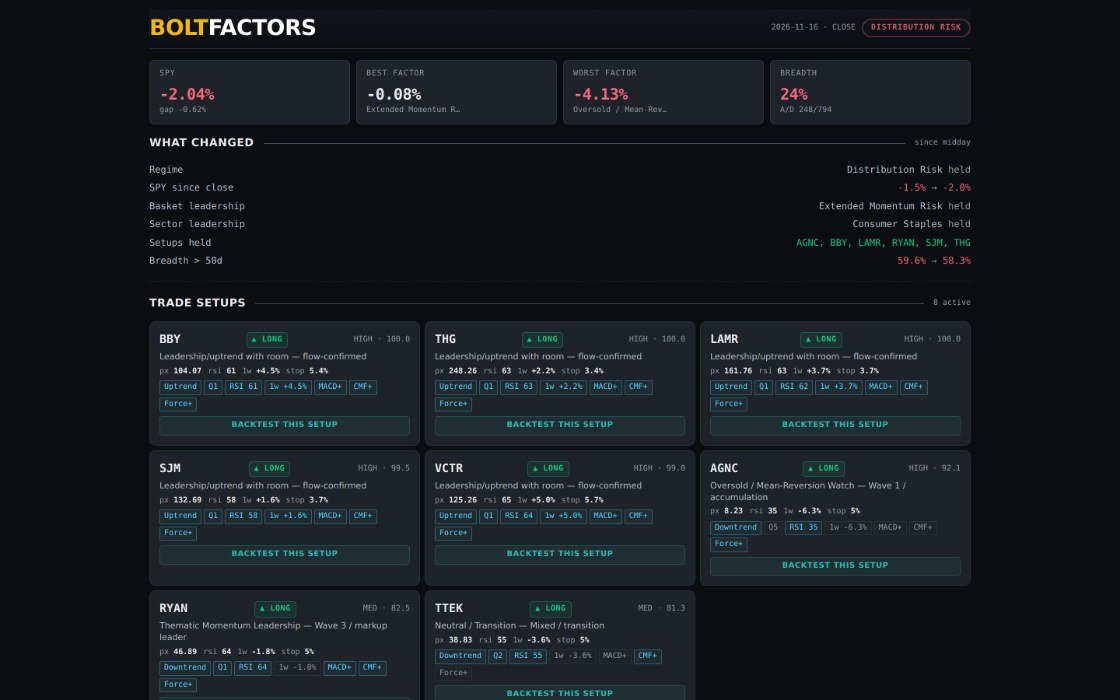 BOLTFACTORS
2026-11-16 · CLOSE DISTRIBUTION RISK
SPY
-2.04%
gap -0.62%
BEST FACTOR
-0.08%
Extended Momentum R…
WORST FACTOR
-4.13%
Oversold / Mean-Rev…
BREADTH
24%
A/D 248/794
WHAT CHANGED since midday
Regime Distribution Risk held
SPY since close -1.5% → -2.0%
Basket leadership Extended Momentum Risk held
Sector leadership Consumer Staples held
Setups held AGNC, BBY, LAMR, RYAN, SJM, THG
Breadth > 50d 59.6% → 58.3%
TRADE SETUPS 8 active
BBY ▲ LONG HIGH · 100.0
Leadership/uptrend with room — flow-confirmed
px 104.07 rsi 61 1w +4.5% stop 5.4%
Uptrend Q1 RSI 61 1w +4.5% MACD+ CMF+
Force+
BACKTEST THIS SETUP
THG ▲ LONG HIGH · 100.0
Leadership/uptrend with room — flow-confirmed
px 248.26 rsi 63 1w +2.2% stop 3.4%
Uptrend Q1 RSI 63 1w +2.2% MACD+ CMF+
Force+
BACKTEST THIS SETUP
LAMR ▲ LONG HIGH · 100.0
Leadership/uptrend with room — flow-confirmed
px 161.76 rsi 63 1w +3.7% stop 3.7%
Uptrend Q1 RSI 62 1w +3.7% MACD+ CMF+
Force+
BACKTEST THIS SETUP
SJM ▲ LONG HIGH · 99.5
Leadership/uptrend with room — flow-confirmed
px 132.69 rsi 58 1w +1.6% stop 3.7%
Uptrend Q1 RSI 58 1w +1.6% MACD+ CMF+
Force+
BACKTEST THIS SETUP
VCTR ▲ LONG HIGH · 99.0
Leadership/uptrend with room — flow-confirmed
px 125.26 rsi 65 1w +5.0% stop 5.7%
Uptrend Q1 RSI 64 1w +5.0% MACD+ CMF+
Force+
BACKTEST THIS SETUP
AGNC ▲ LONG HIGH · 92.1
Oversold / Mean-Reversion Watch — Wave 1 /
accumulation
px 8.23 rsi 35 1w -6.3% stop 5%
Downtrend Q5 RSI 35 1w -6.3% MACD+ CMF+
Force+
BACKTEST THIS SETUP
RYAN ▲ LONG MED · 82.5
Thematic Momentum Leadership — Wave 3 / markup
leader
px 46.89 rsi 64 1w -1.8% stop 5%
Downtrend Q1 RSI 64 1w -1.8% MACD+ CMF+
Force+
TTEK ▲ LONG MED · 81.3
Neutral / Transition — Mixed / transition
px 38.83 rsi 55 1w -3.6% stop 5%
Downtrend Q2 RSI 55 1w -3.6% MACD+ CMF+
Force+
BACKTEST THIS SETUP